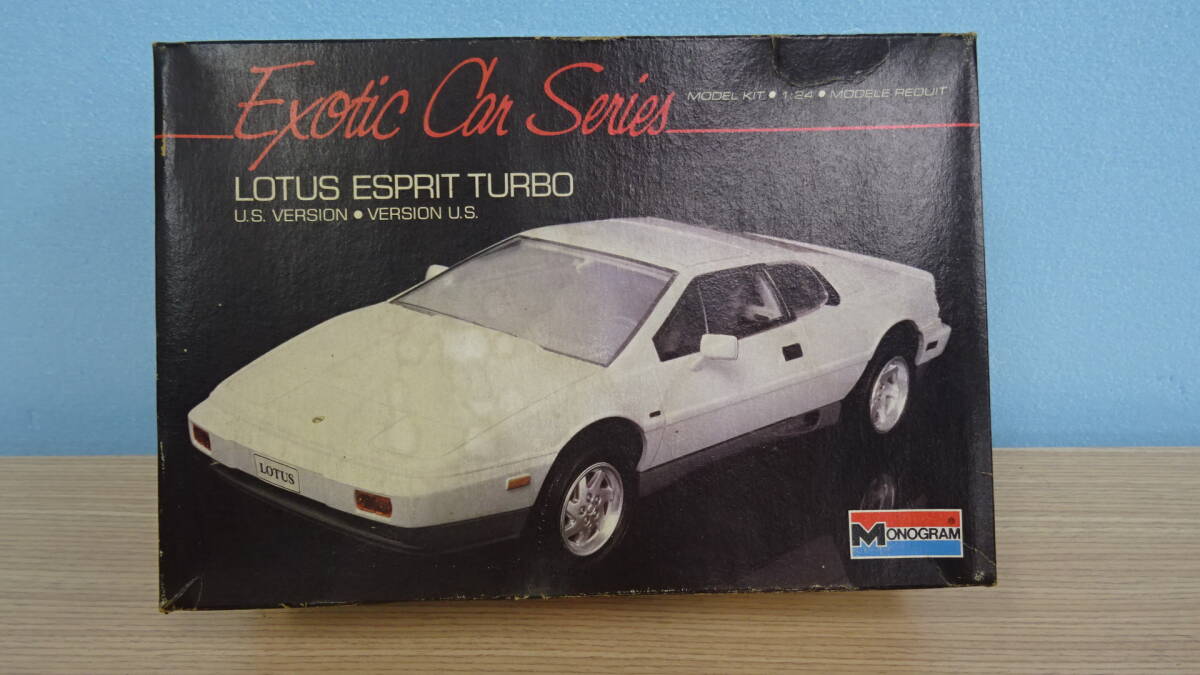 Exotic Car Series
MODEL KIT ● 1:24 ● MODELE REDUIT
LOTUS ESPRIT TURBO
U.S. VERSION ● VERSION U.S.
LOTUS
MONOGRAM ®